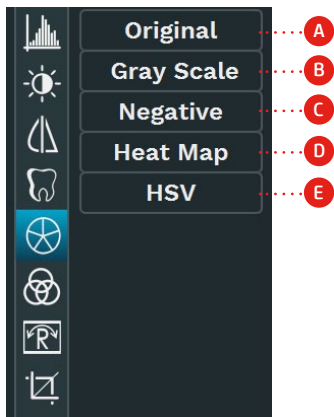 Original A
Gray Scale B
Negative C
Heat Map D
HSV E
R